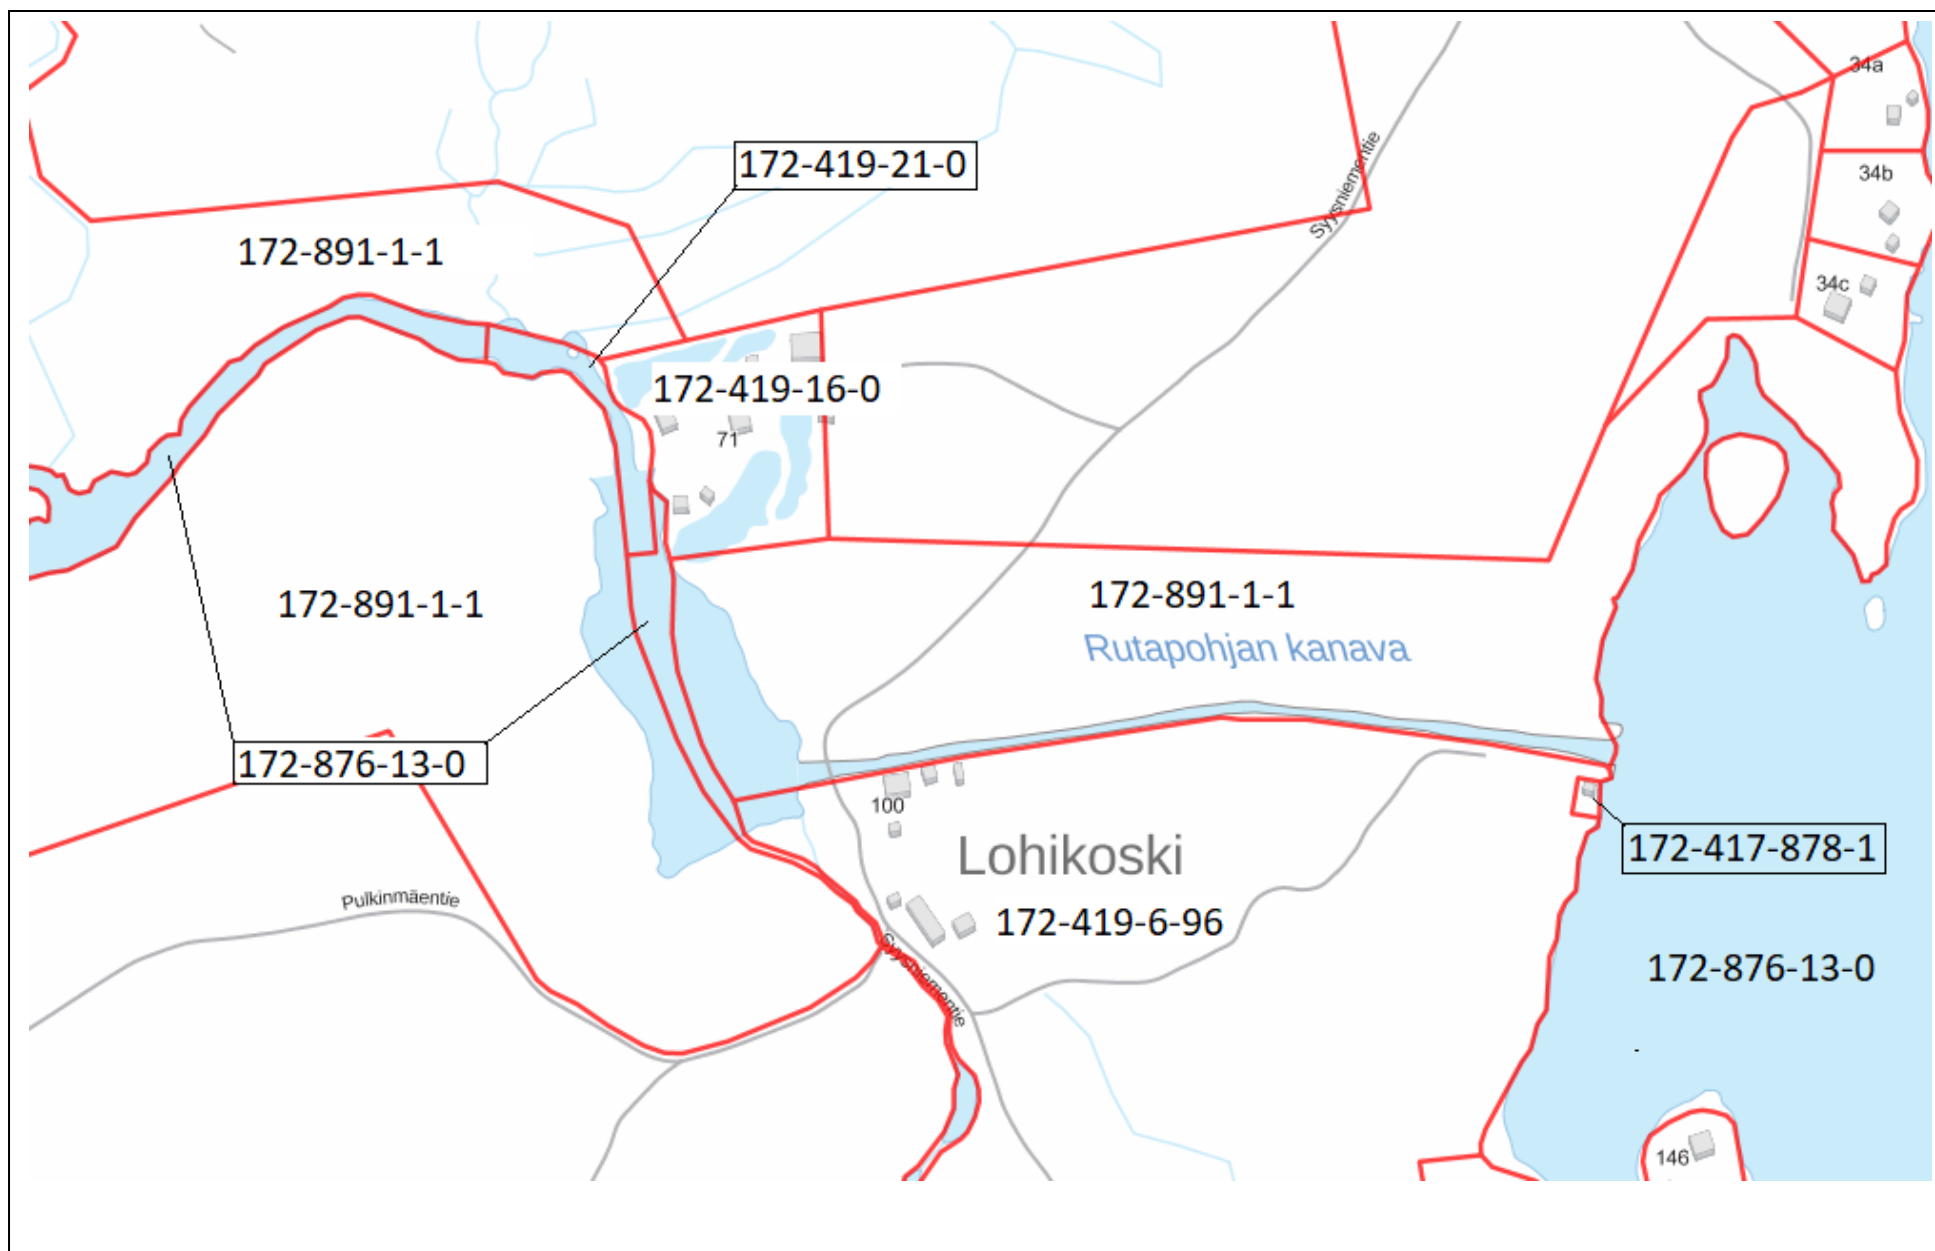 34a
172-419-21-0
Syysniementie
34b
172-891-1-1
34c
172-419-16-0
71
172-891-1-1
172-891-1-1
Rutapohjan kanava
172-876-13-0
100
Lohikoski
172-417-878-1
Pulkinmäentie
172-419-6-96
Syysniementie
172-876-13-0
146